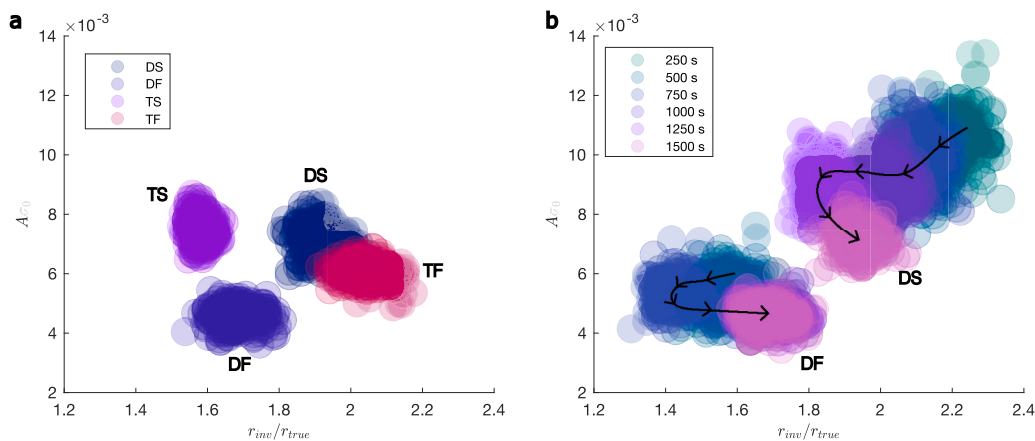 a
×10⁻³
14
12
10
8
6
4
2
Aσ₀
DS
DF
TS
TF
TS
DS
TF
DF
1.2 1.4 1.6 1.8 2 2.2 2.4
r_inv/r_true
b
×10⁻³
14
12
10
8
6
4
2
Aσ₀
250 s
500 s
750 s
1000 s
1250 s
1500 s
DS
DF
1.2 1.4 1.6 1.8 2 2.2 2.4
r_inv/r_true